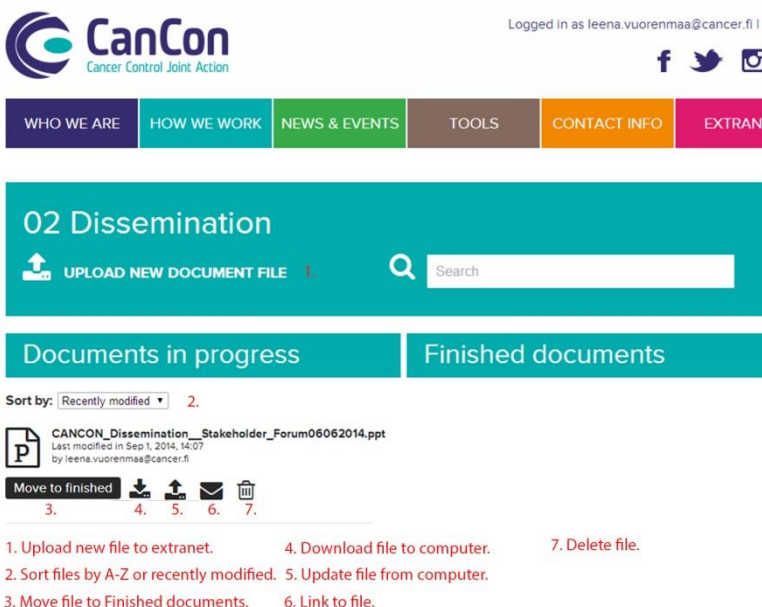 CanCon
Cancer Control Joint Action
Logged in as leena.vuorenmaa@cancer.fi |
WHO WE ARE
HOW WE WORK
NEWS & EVENTS
TOOLS
CONTACT INFO
EXTRAN
02 Dissemination
UPLOAD NEW DOCUMENT FILE 1.
Search
Documents in progress
Finished documents
Sort by: Recently modified 2.
CANCON_Dissemination__Stakeholder_Forum06062014.ppt
Last modified in Sep 1, 2014, 14:07
by leena.vuorenmaa@cancer.fi
P
Move to finished
3. 4. 5. 6. 7.
1. Upload new file to extranet.
2. Sort files by A-Z or recently modified.
3. Move file to Finished documents.
4. Download file to computer.
5. Update file from computer.
6. Link to file.
7. Delete file.